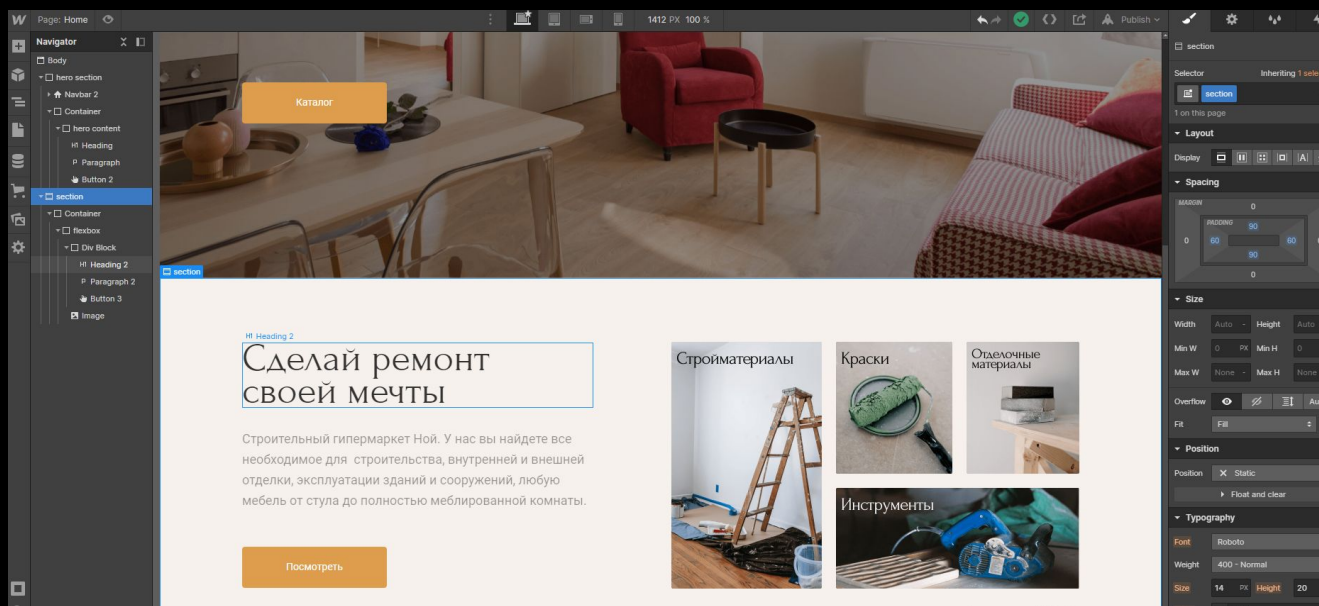 W Page: Home
1412 PX 100 %
Publish
Navigator
Body
hero section
Navbar 2
Container
hero content
H1 Heading
P Paragraph
Button 2
section
Container
flexbox
Div Block
H1 Heading 2
P Paragraph 2
Button 3
Image
Каталог
section
H1 Heading 2
Сделай ремонт
своей мечты
Строительный гипермаркет Ной. У нас вы найдете все
необходимое для строительства, внутренней и внешней
отделки, эксплуатации зданий и сооружений, любую
мебель от стула до полностью меблированной комнаты.
Посмотреть
Стройматериалы
Краски
Отделочные
материалы
Инструменты
section
Selector Inheriting 1 sele
section
1 on this page
Layout
Display
Spacing
MARGIN 0
PADDING 90
0 60 60
90
0
Size
Width Auto - Height Auto
Min W 0 PX Min H 0
Max W None - Max H None
Overflow Au
Fit Fill
Position
Position Static
Float and clear
Typography
Font Roboto
Weight 400 - Normal
Size 14 PX Height 20